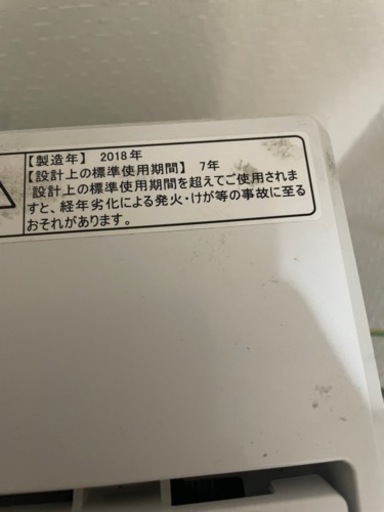 【製造年】 2018年
【設計上の標準使用期間】 7年
設計上の標準使用期間を超えてご使用されま
すと、経年劣化による発火・けが等の事故に至る
おそれがあります。